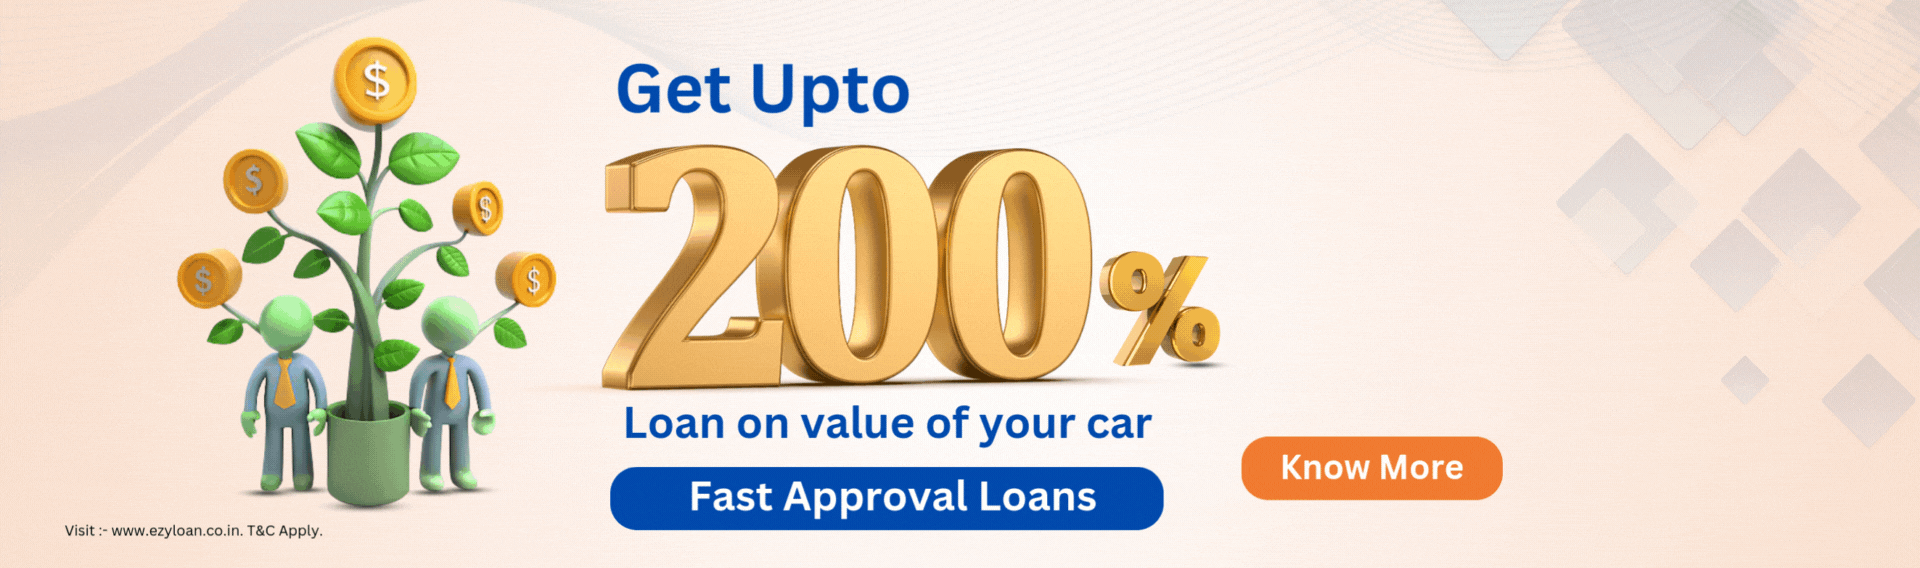 Get Upto
200%
Loan on value of your car
Fast Approval Loans
Know More
Visit :- www.ezyloan.co.in. T&C Apply.
$
$
$
$
$